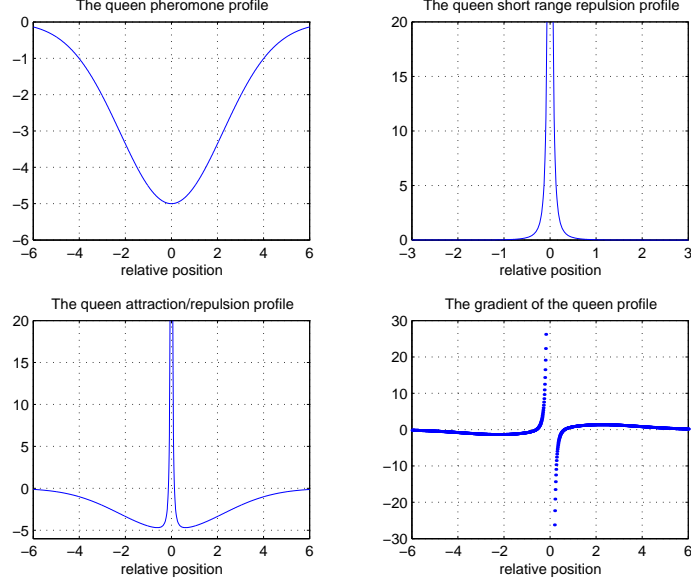 The queen pheromone profile
0
−1
−2
−3
−4
−5
−6
−6 −4 −2 0 2 4 6
relative position
The queen short range repulsion profile
20
15
10
5
0
−3 −2 −1 0 1 2 3
relative position
The queen attraction/repulsion profile
20
15
10
5
0
−5
−6 −4 −2 0 2 4 6
relative position
The gradient of the queen profile
30
20
10
0
−10
−20
−30
−6 −4 −2 0 2 4 6
relative position